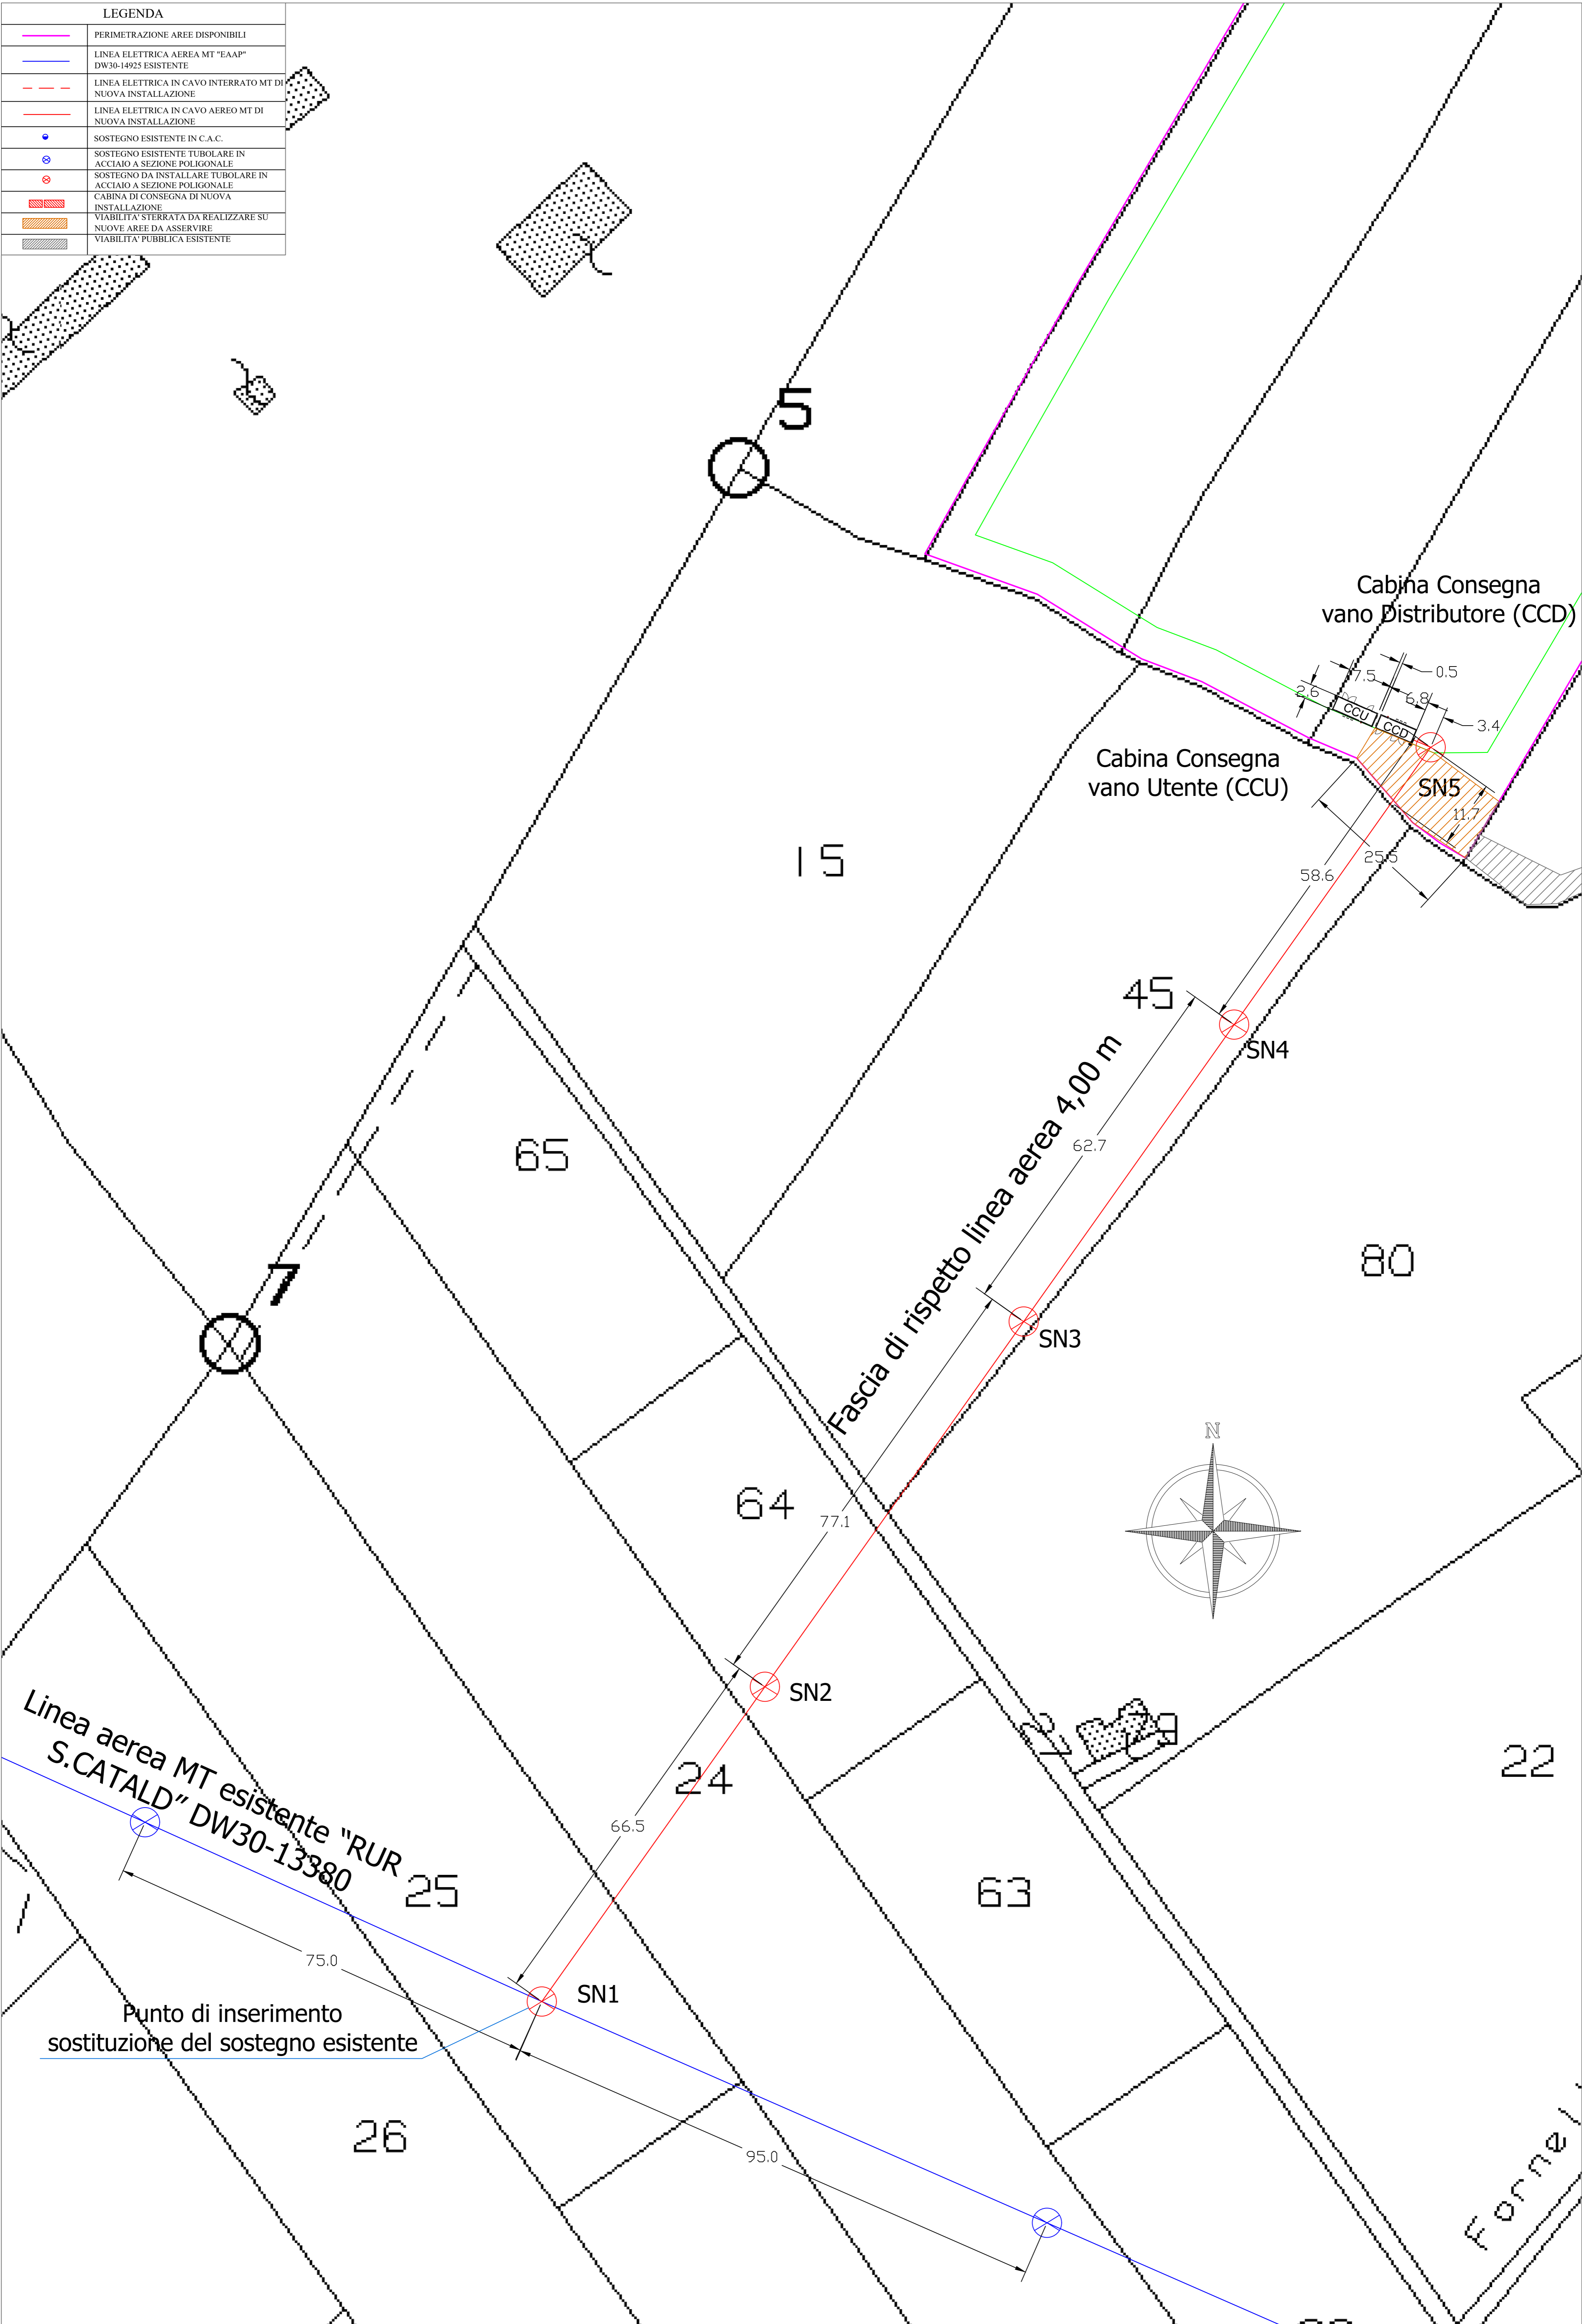 LEGENDA
PERIMETRAZIONE AREE DISPONIBILI
LINEA ELETTRICA AEREA MT "EAAP"
DW30-14925 ESISTENTE
LINEA ELETTRICA IN CAVO INTERRATO MT DI
NUOVA INSTALLAZIONE
LINEA ELETTRICA IN CAVO AEREO MT DI
NUOVA INSTALLAZIONE
SOSTEGNO ESISTENTE IN C.A.C.
SOSTEGNO ESISTENTE TUBOLARE IN
ACCIAIO A SEZIONE POLIGONALE
SOSTEGNO DA INSTALLARE TUBOLARE IN
ACCIAIO A SEZIONE POLIGONALE
CABINA DI CONSEGNA DI NUOVA
INSTALLAZIONE
VIABILITA' STERRATA DA REALIZZARE SU
NUOVE AREE DA ASSERVIRE
VIABILITA' PUBBLICA ESISTENTE
5
Cabina Consegna
vano Distributore (CCD)
0.5
7.5
2.6
6.8
3.4
CCU
CCD
Cabina Consegna
vano Utente (CCU)
SN5
11.7
25.5
58.6
15
45
SN4
Fascia di rispetto linea aerea 4,00 m
62.7
65
80
7
SN3
N
64
77.1
SN2
24
22
66.5
Linea aerea MT esistente "RUR
S.CATALD" DW30-13380
25
63
75.0
SN1
Punto di inserimento
sostituzione del sostegno esistente
26
95.0
Fornel